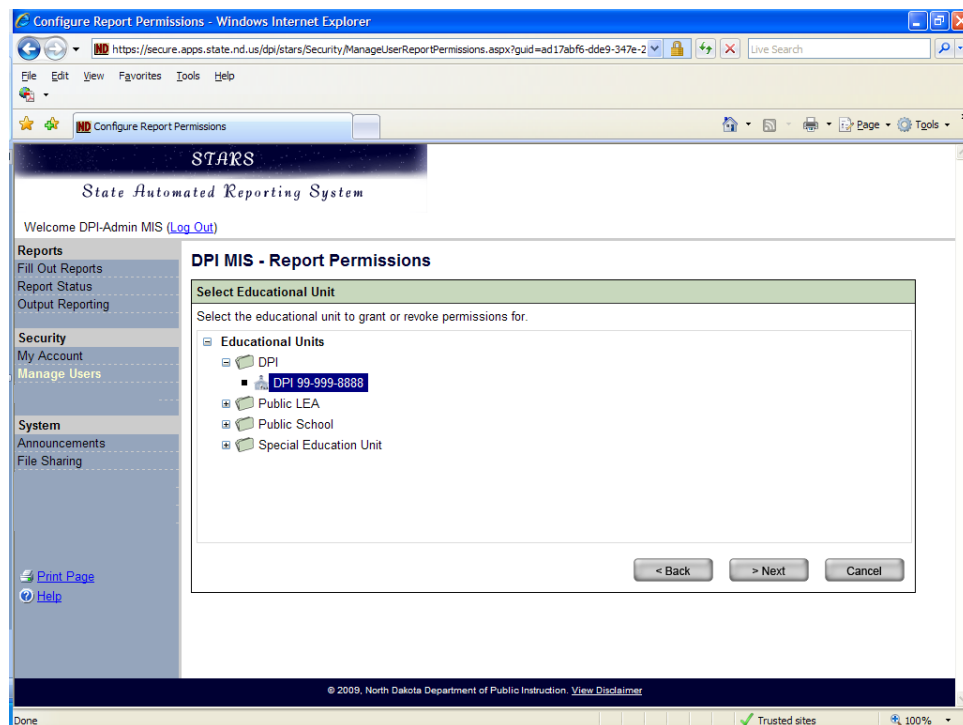 Configure Report Permissions - Windows Internet Explorer
ND https://secure.apps.state.nd.us/dpi/stars/Security/ManageUserReportPermissions.aspx?guid=ad17abf6-dde9-347e-2
Live Search
File Edit View Favorites Tools Help
ND Configure Report Permissions
Page Tools
STARS
State Automated Reporting System
Welcome DPI-Admin MIS (Log Out)
Reports
Fill Out Reports
Report Status
Output Reporting
Security
My Account
Manage Users
System
Announcements
File Sharing
Print Page
Help
DPI MIS - Report Permissions
Select Educational Unit
Select the educational unit to grant or revoke permissions for.
Educational Units
DPI
DPI 99-999-8888
Public LEA
Public School
Special Education Unit
< Back > Next Cancel
© 2009, North Dakota Department of Public Instruction. View Disclaimer
Done Trusted sites 100%